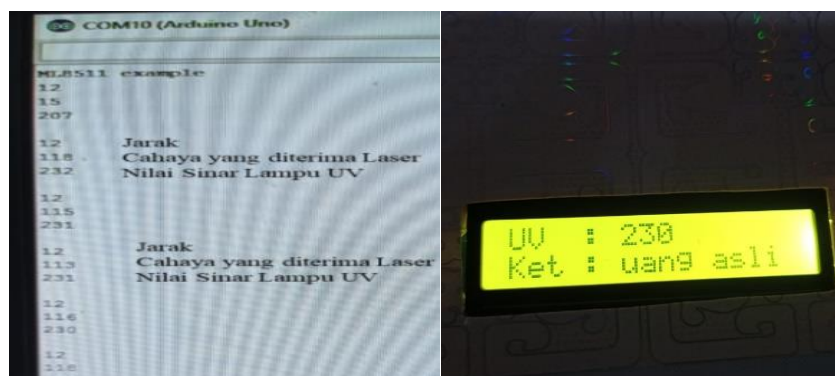 COM10 (Arduino Uno)
ML8511 example
12
15
207
12 Jarak
118 Cahaya yang diterima Laser
232 Nilai Sinar Lampu UV
12
115
231
12 Jarak
113 Cahaya yang diterima Laser
231 Nilai Sinar Lampu UV
12
116
230
12
116
UV : 230
Ket : uang asli